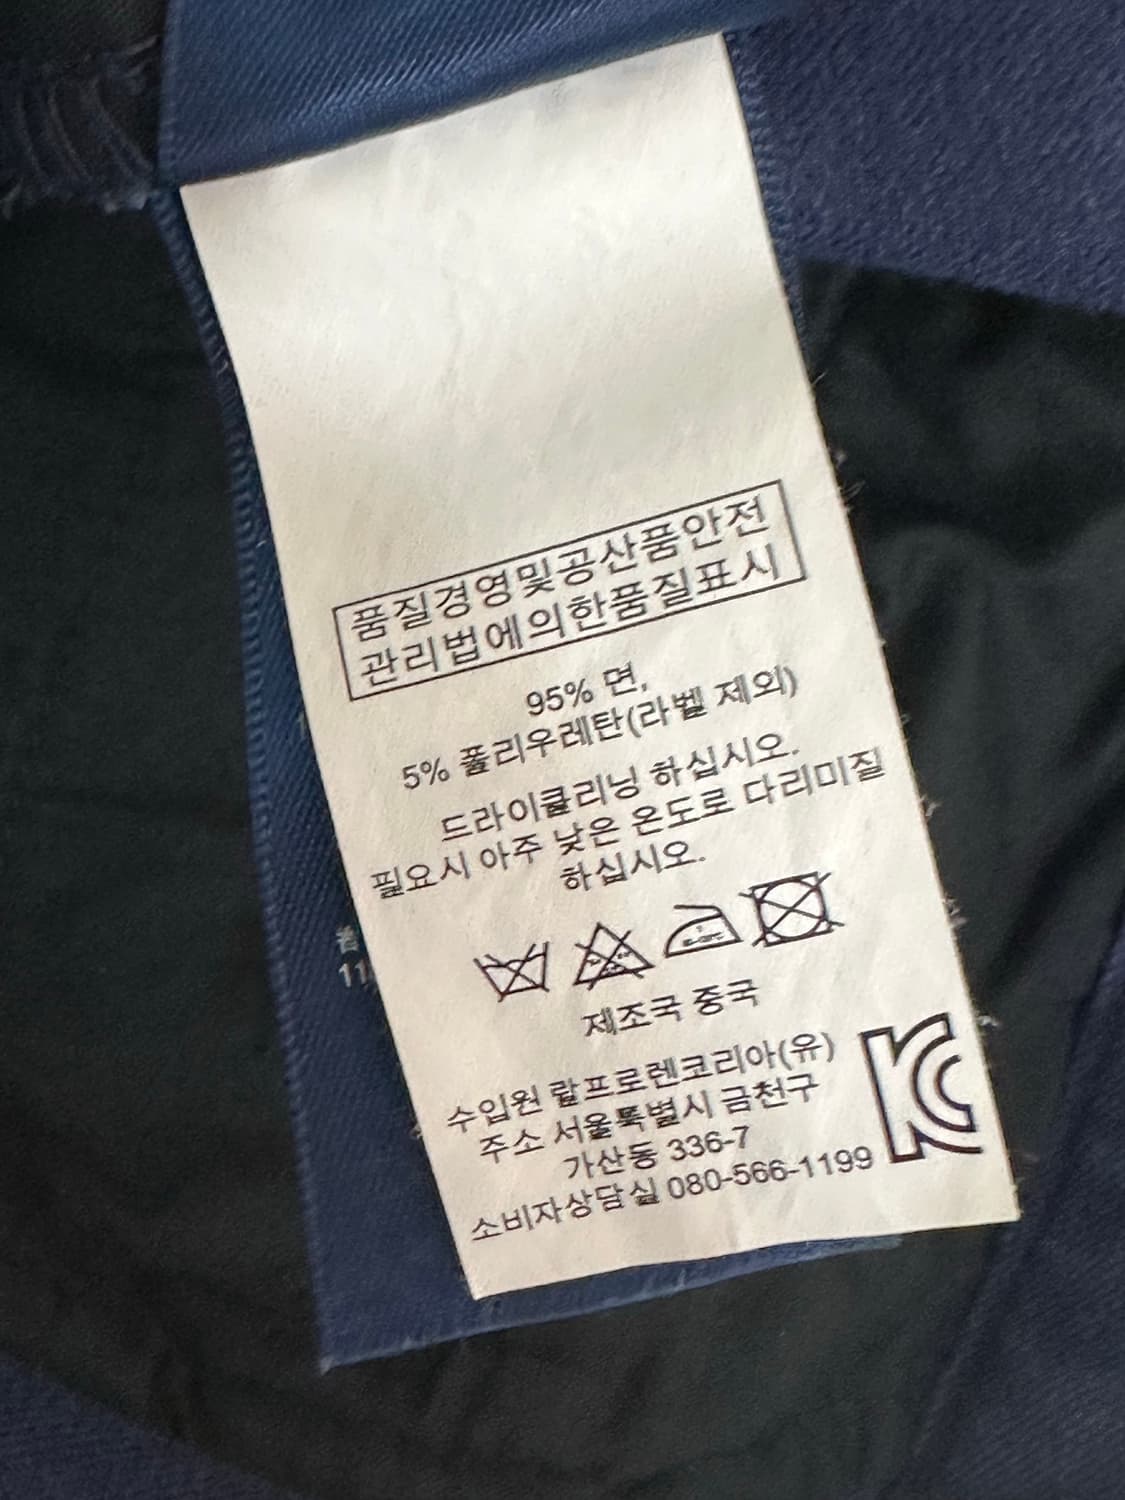 품질경영및공산품안전
관리법에의한품질표시
95% 면,
5% 폴리우레탄(라벨 제외)
드라이클리닝 하십시오.
필요시 아주 낮은 온도로 다리미질
하십시오.
제조국 중국
수입원 랄프로렌코리아(유)
주소 서울특별시 금천구
가산동 336-7
소비자상담실 080-566-1199
KC